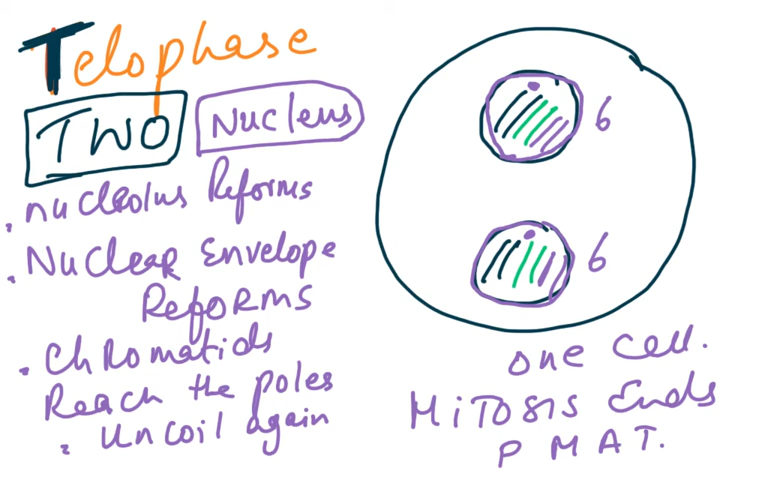 Telophase
TWO Nucleus
. nucleolus Reforms
. Nuclear Envelope
Reforms
. Chromatids
Reach the poles
. Uncoil again
6
6
one cell.
MiTOSIS Ends
P M A T.